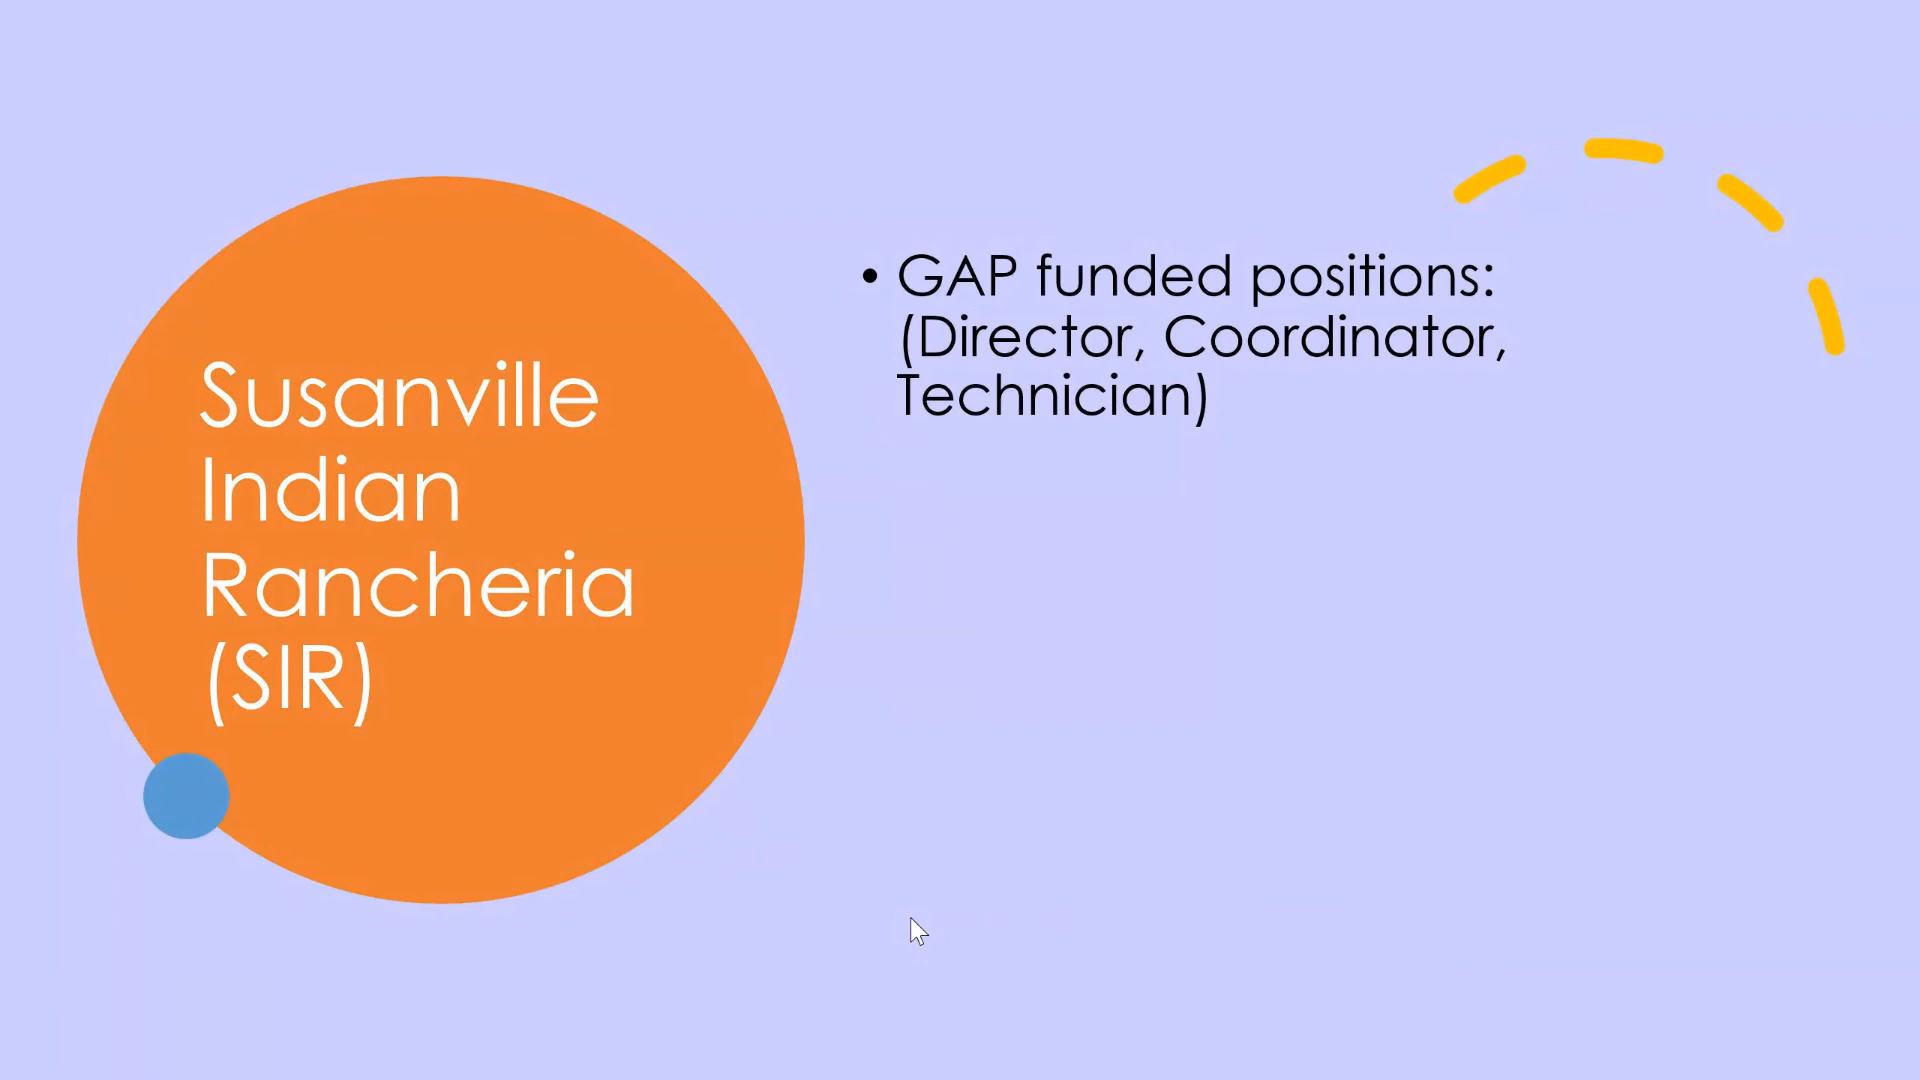 Susanville
Indian
Rancheria
(SIR)
• GAP funded positions:
(Director, Coordinator,
Technician)